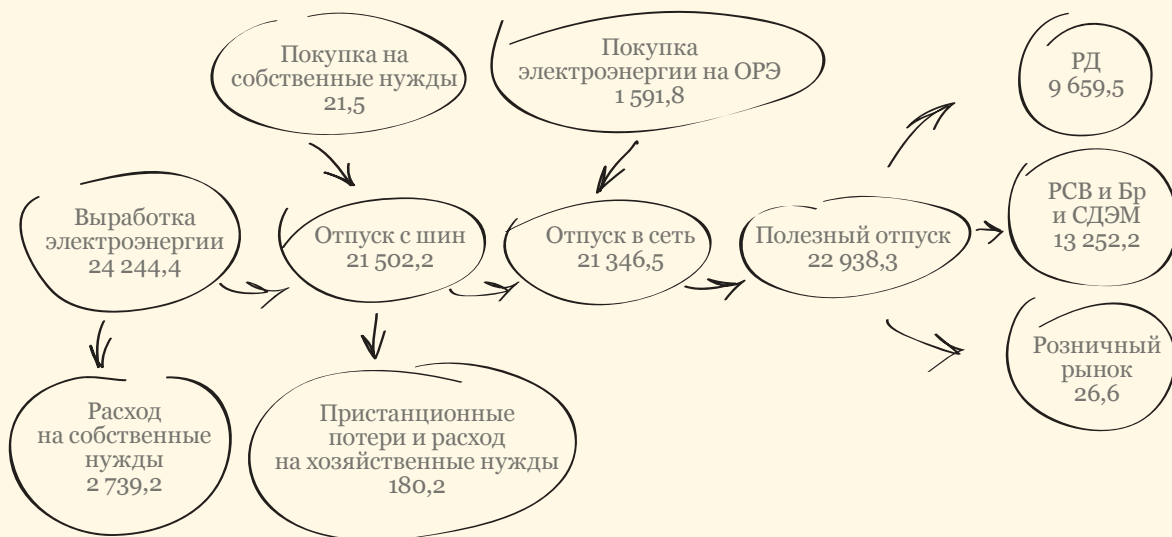 Покупка на
собственные нужды
21,5
Покупка
электроэнергии на ОРЭ
1 591,8
РД
9 659,5
Выработка
электроэнергии
24 244,4
Отпуск с шин
21 502,2
Отпуск в сеть
21 346,5
Полезный отпуск
22 938,3
РСВ и Бр
и СДЭМ
13 252,2
Розничный
рынок
26,6
Расход
на собственные
нужды
2 739,2
Пристанционные
потери и расход
на хозяйственные нужды
180,2